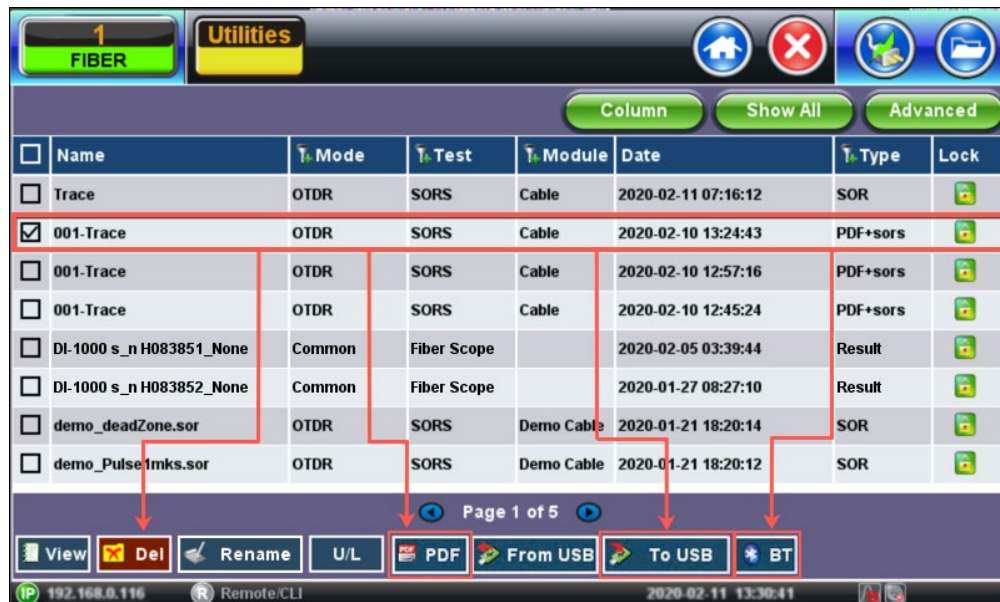 1
FIBER
Utilities
Column Show All Advanced
Name Mode Test Module Date Type Lock
Trace OTDR SORS Cable 2020-02-11 07:16:12 SOR
001-Trace OTDR SORS Cable 2020-02-10 13:24:43 PDF+sors
001-Trace OTDR SORS Cable 2020-02-10 12:57:16 PDF+sors
001-Trace OTDR SORS Cable 2020-02-10 12:45:24 PDF+sors
DI-1000 s_n H083851_None Common Fiber Scope 2020-02-05 03:39:44 Result
DI-1000 s_n H083852_None Common Fiber Scope 2020-01-27 08:27:10 Result
demo_deadZone.sor OTDR SORS Demo Cable 2020-01-21 18:20:14 SOR
demo_Pulse1mks.sor OTDR SORS Demo Cable 2020-01-21 18:20:12 SOR
Page 1 of 5
View Del Rename U/L PDF PDF From USB To USB BT
IP 192.168.0.116 R Remote/CLI 2020-02-11 13:30:41